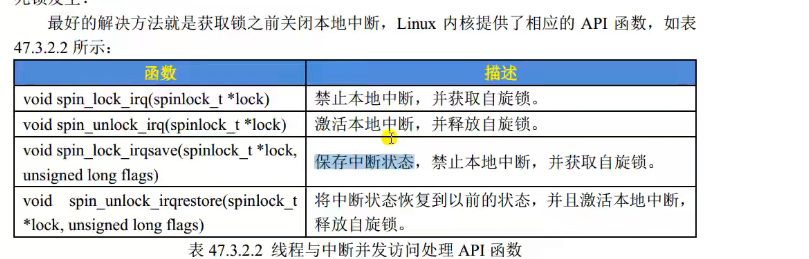 最好的解决方法就是获取锁之前关闭本地中断，Linux 内核提供了相应的 API 函数，如表
47.3.2.2 所示：
函数 描述
void spin_lock_irq(spinlock_t *lock) 禁止本地中断，并获取自旋锁。
void spin_unlock_irq(spinlock_t *lock) 激活本地中断，并释放自旋锁。
void spin_lock_irqsave(spinlock_t *lock,
unsigned long flags)
保存中断状态，禁止本地中断，并获取自旋锁。
void spin_unlock_irqrestore(spinlock_t
*lock, unsigned long flags)
将中断状态恢复到以前的状态，并且激活本地中断，
释放自旋锁。
表 47.3.2.2 线程与中断并发访问处理 API 函数